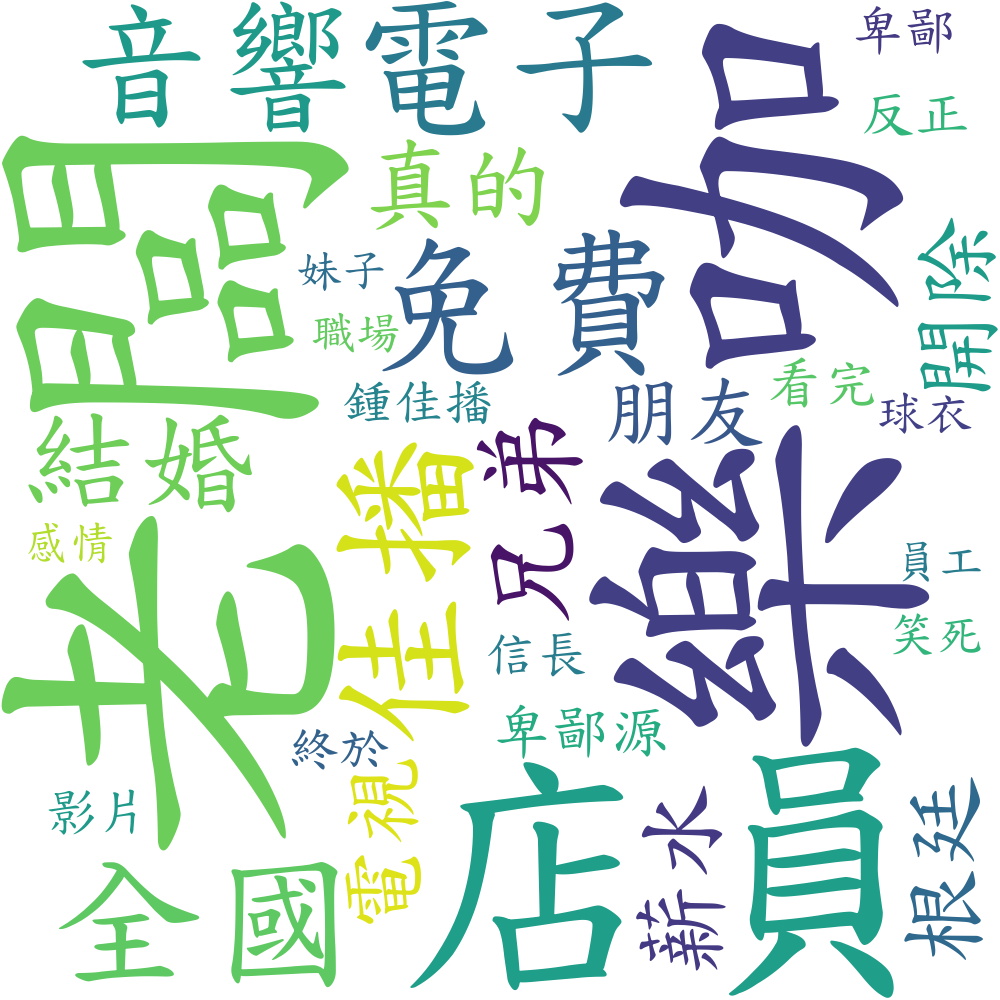 音響
電子
卑鄙
反正
老闆
真的
樂咖
免費
妹子
職場
開除
鍾佳播
朋友
看完
球衣
結婚
佳播
兄弟
感情
員工
笑死
信長
卑鄙源
終於
電視
影片
店員
薪水
根廷
全國